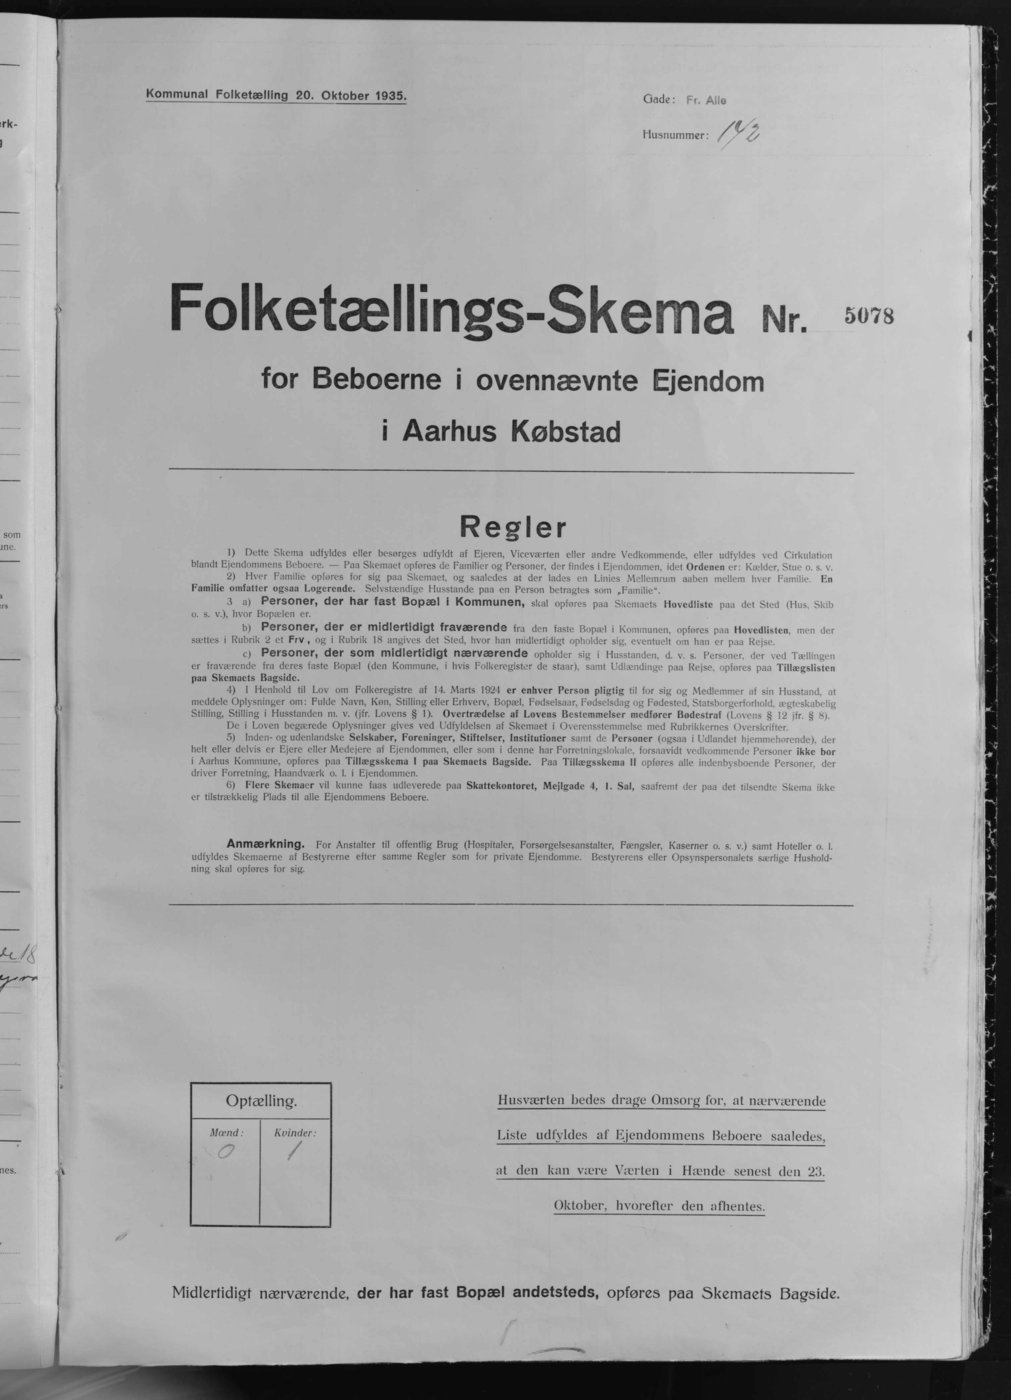 Kommunal Folketælling 20. Oktober 1935.
Gade: Fr. Alle
Husnummer: 142
Folketællings-Skema Nr. 5078
for Beboerne i ovennævnte Ejendom
i Aarhus Købstad
Regler
1) Dette Skema udfyldes eller besørges udfyldt af Ejeren, Viceværten eller andre Vedkommende, eller udfyldes ved Cirkulation
blandt Ejendommens Beboere. — Paa Skemaet opføres de Familier og Personer, der findes i Ejendommen, idet Ordenen er: Kælder, Stue o. s. v.
2) Hver Familie opføres for sig paa Skemaet, og saaledes at der lades en Linies Mellemrum aaben mellem hver Familie. En
Familie omfatter ogsaa Logerende. Selvstændige Husstande paa en Person betragtes som „Familie“.
3 a) Personer, der har fast Bopæl i Kommunen, skal opføres paa Skemaets Hovedliste paa det Sted (Hus, Skib
o. s. v.), hvor Bopælen er.
b) Personer, der er midlertidigt fraværende fra den faste Bopæl i Kommunen, opføres paa Hovedlisten, men der
sættes i Rubrik 2 et Frv, og i Rubrik 18 angives det Sted, hvor han midlertidigt opholder sig, eventuelt om han er paa Rejse.
c) Personer, der som midlertidigt nærværende opholder sig i Husstanden, d. v. s. Personer, der ved Tællingen
er fraværende fra deres faste Bopæl (den Kommune, i hvis Folkeregister de staar), samt Udlændinge paa Rejse, opføres paa Tillægslisten
paa Skemaets Bagside.
4) I Henhold til Lov om Folkeregistre af 14. Marts 1924 er enhver Person pligtig til for sig og Medlemmer af sin Husstand, at
meddele Oplysninger om: Fulde Navn, Køn, Stilling eller Erhverv, Bopæl, Fødselsaar, Fødselsdag og Fødested, Statsborgerforhold, ægteskabelig
Stilling, Stilling i Husstanden m. v. (jfr. Lovens § 1). Overtrædelse af Lovens Bestemmelser medfører Bødestraf (Lovens § 12 jfr. § 8).
De i Loven begærede Oplysninger gives ved Udfyldelsen af Skemaet i Overensstemmelse med Rubrikkernes Overskrifter.
5) Inden- og udenlandske Selskaber, Foreninger, Stiftelser, Institutioner samt de Personer (ogsaa i Udlandet hjemmehørende), der
helt eller delvis er Ejere eller Medejere af Ejendommen, eller som i denne har Forretningslokale, forsaavidt vedkommende Personer ikke bor
i Aarhus Kommune, opføres paa Tillægsskema I paa Skemaets Bagside. Paa Tillægsskema II opføres alle indenbysboende Personer, der
driver Forretning, Haandværk o. l. i Ejendommen.
6) Flere Skemaer vil kunne faas udleverede paa Skattekontoret, Mejlgade 4, 1. Sal, saafremt der paa det tilsendte Skema ikke
er tilstrækkelig Plads til alle Ejendommens Beboere.
Anmærkning. For Anstalter til offentlig Brug (Hospitaler, Forsørgelsesanstalter, Fængsler, Kaserner o. s. v.) samt Hoteller o. l.
udfyldes Skemaerne af Bestyrerne efter samme Regler som for private Ejendomme. Bestyrerens eller Opsynspersonalets særlige Hushold-
ning skal opføres for sig.
Optælling.
Mænd: Kvinder:
0 1
Husværten bedes drage Omsorg for, at nærværende
Liste udfyldes af Ejendommens Beboere saaledes,
at den kan være Værten i Hænde senest den 23.
Oktober, hvorefter den afhentes.
Midlertidigt nærværende, der har fast Bopæl andetsteds, opføres paa Skemaets Bagside.